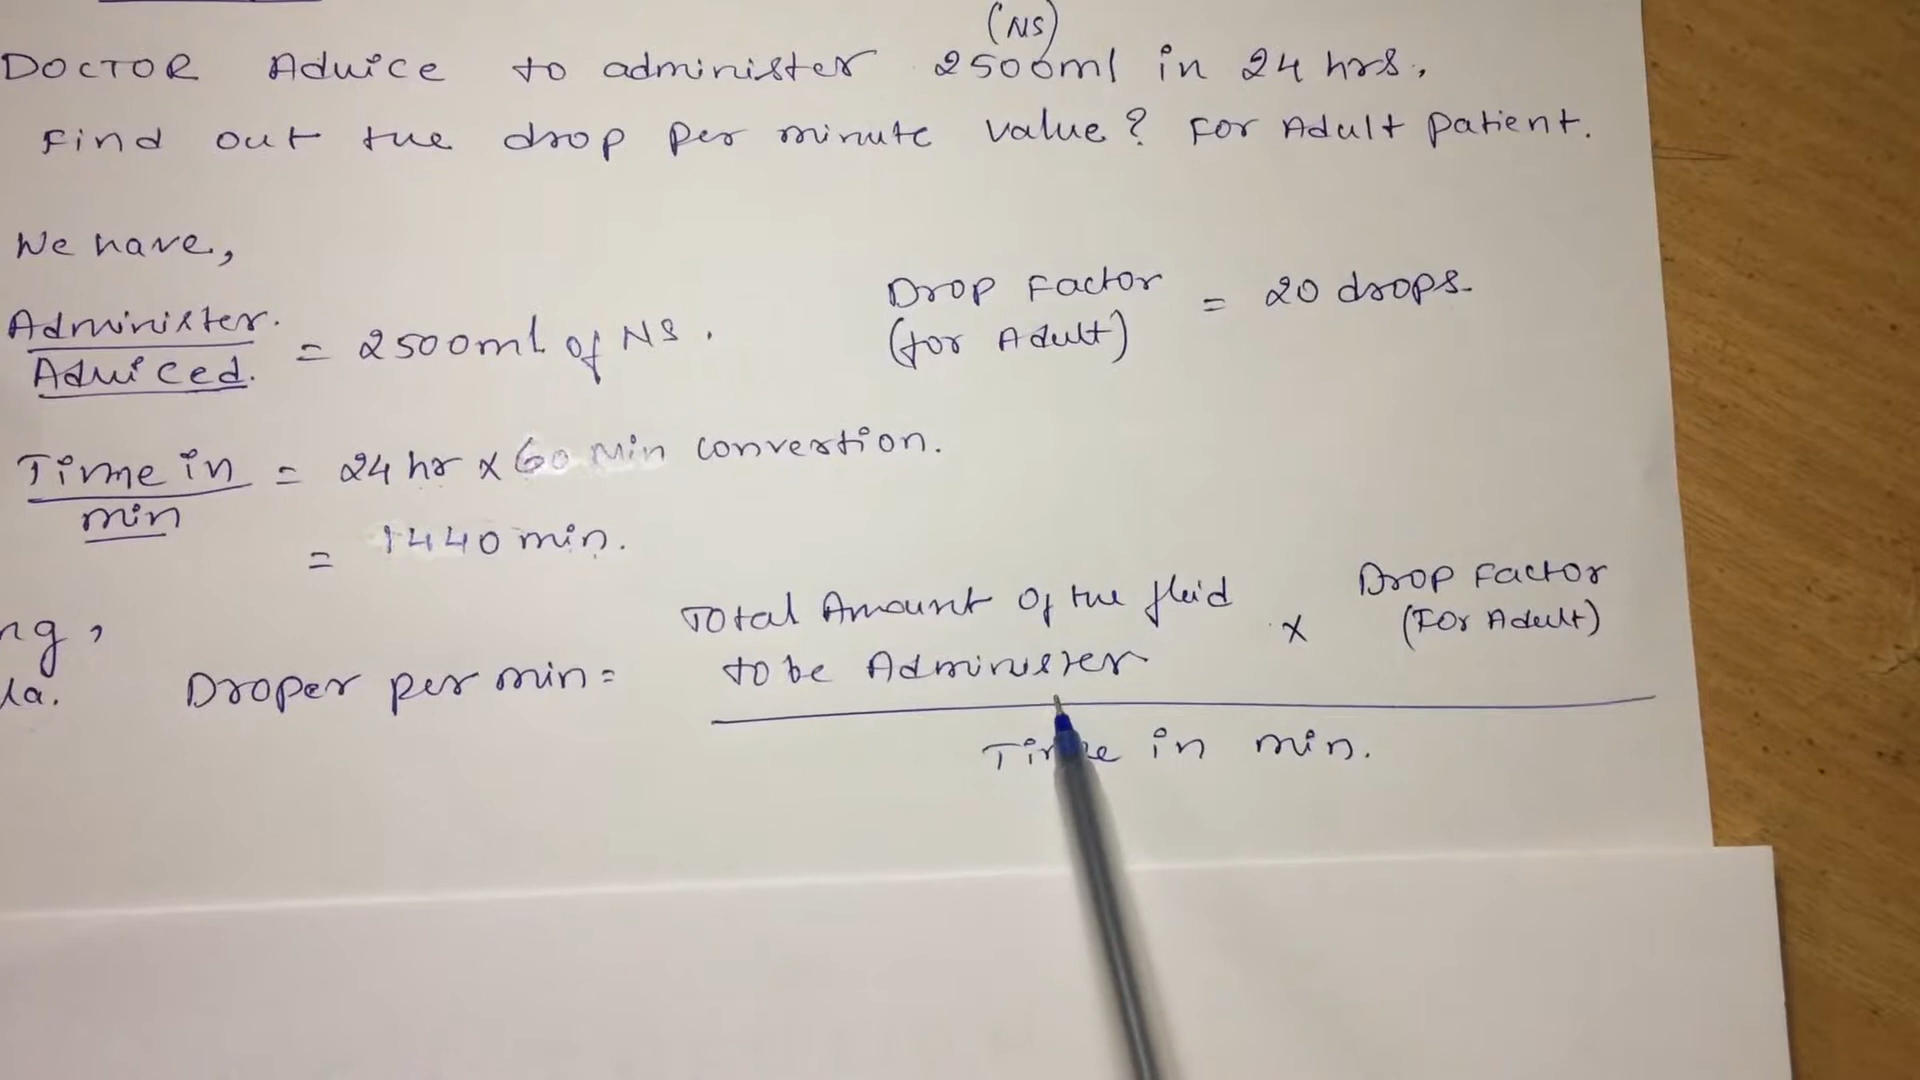 (NS)
DOCTOR Advice to administer 2500ml in 24 hrs.
Find out the drop per minute value? For Adult patient.
We have,
Administer.
Adviced. = 2500ml of NS.
Drop Factor
(for Adult) = 20 drops.
Time in = 24 hr x 60 Min convertion.
min
= 1440 min.
ng,
la.
Droper per min =
Total Amount of the fluid
to be Administer
x Drop Factor
(For Adult)
Time in min.